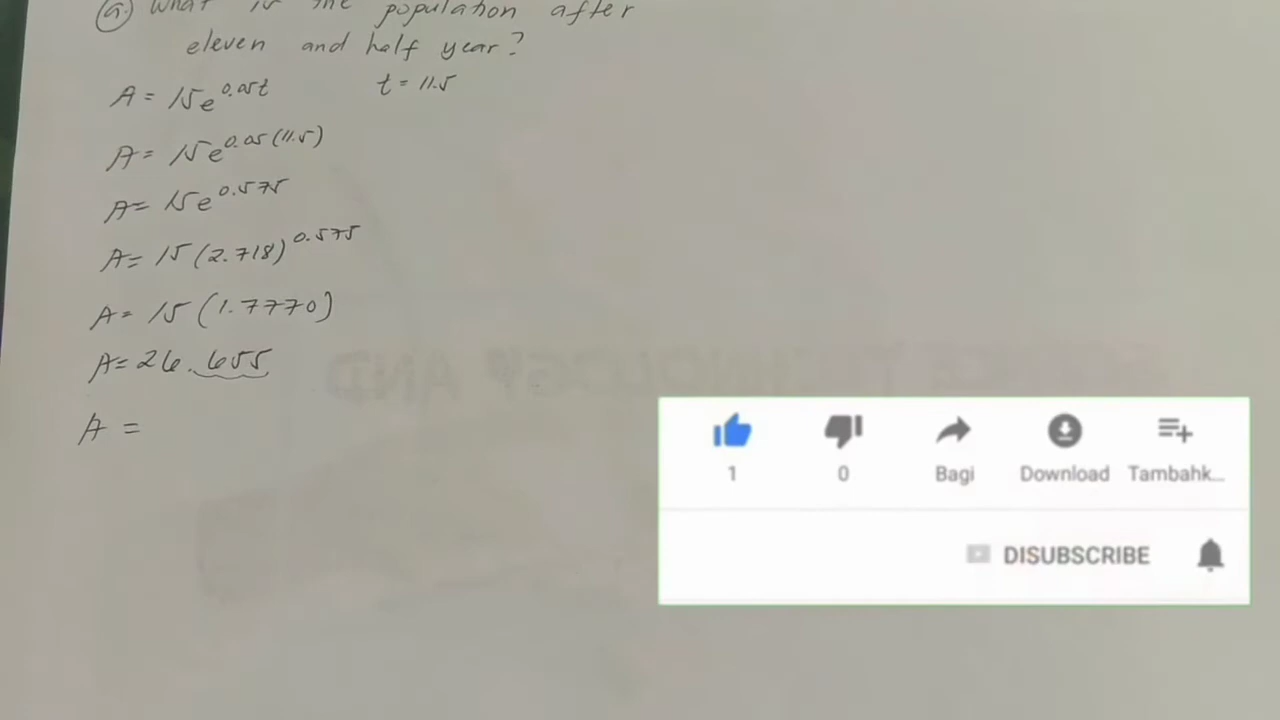 a. What is the population after
eleven and half year?
A = 15e^0.05t t = 11.5
A = 15e^0.05(11.5)
A = 15e^0.575
A = 15(2.718)^0.575
A = 15(1.7770)
A = 26.655
A =
1 0 Bagi Download Tambahk...
DISUBSCRIBE